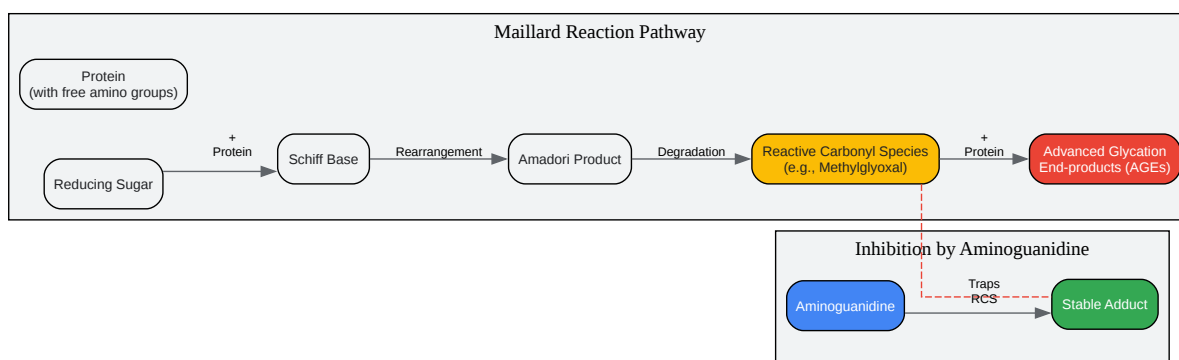 Maillard Reaction Pathway
Protein
(with free amino groups)
Reducing Sugar
+
Protein
Schiff Base
Rearrangement
Amadori Product
Degradation
Reactive Carbonyl Species
(e.g., Methylglyoxal)
+
Protein
Advanced Glycation
End-products (AGEs)
Inhibition by Aminoguanidine
Aminoguanidine
Traps
RCS
Stable Adduct